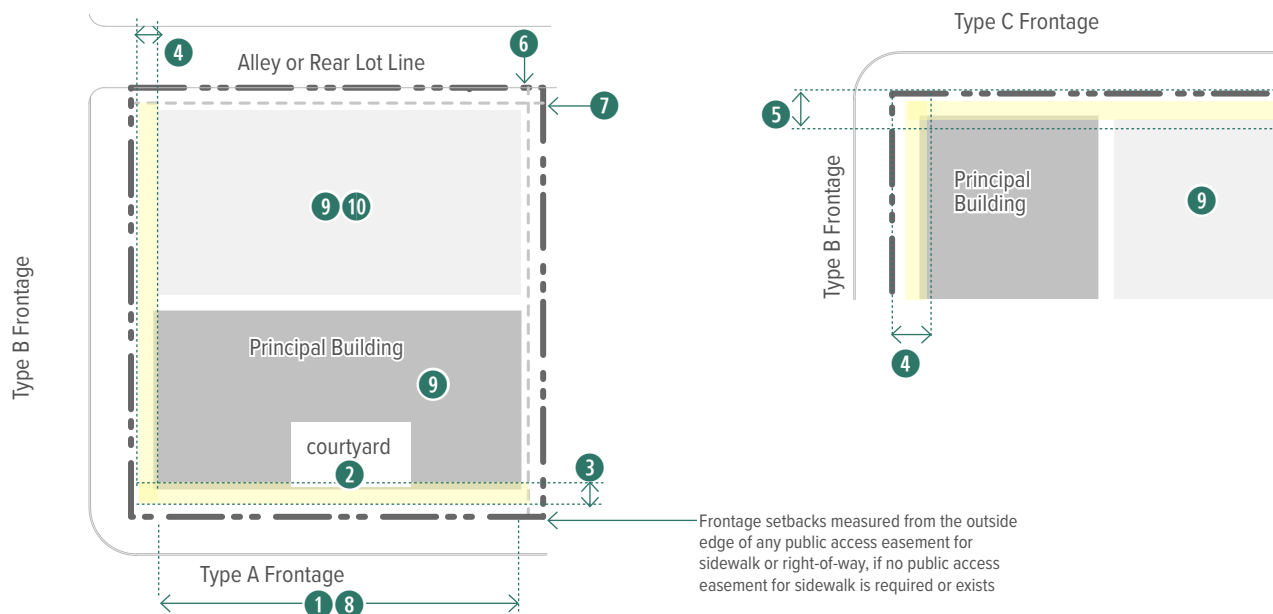 Type C Frontage
4
6
Alley or Rear Lot Line
7
5
9 10
Principal
Building
9
Type B Frontage
Type B Frontage
Principal Building
9
4
courtyard
2
3
Frontage setbacks measured from the outside
edge of any public access easement for
sidewalk or right-of-way, if no public access
easement for sidewalk is required or exists
Type A Frontage
1 8